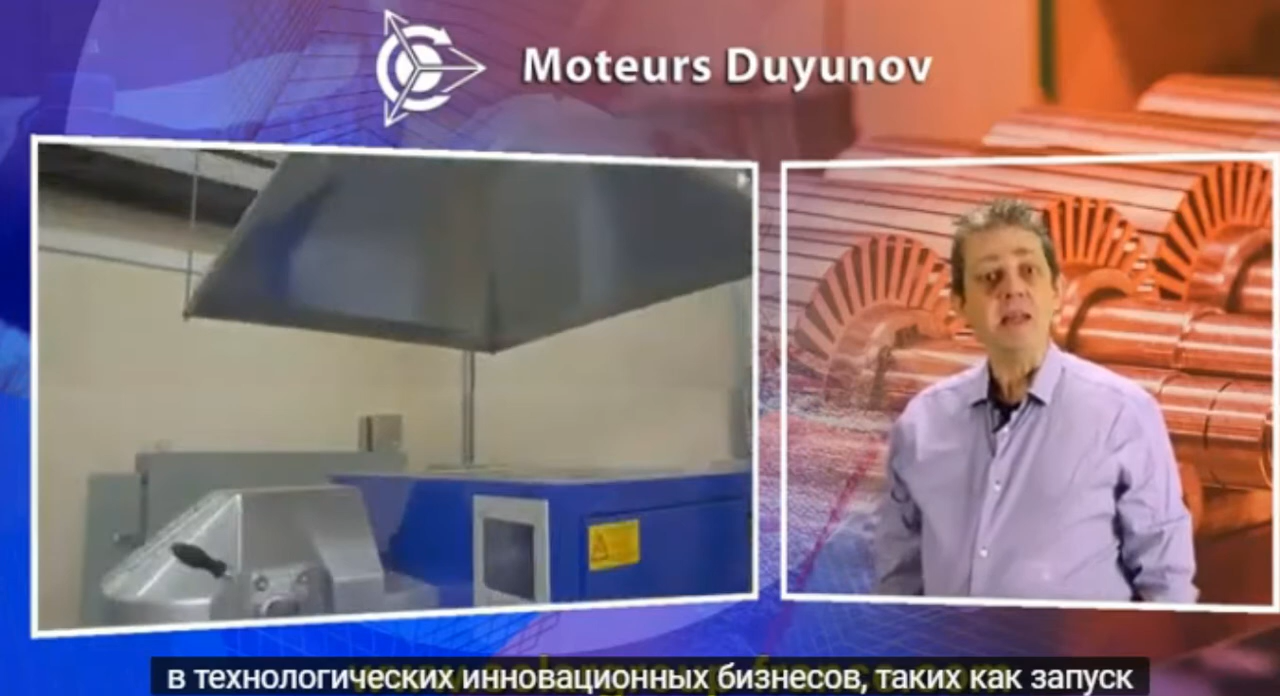 Moteurs Duyunov
в технологических инновационных бизнесов, таких как запуск